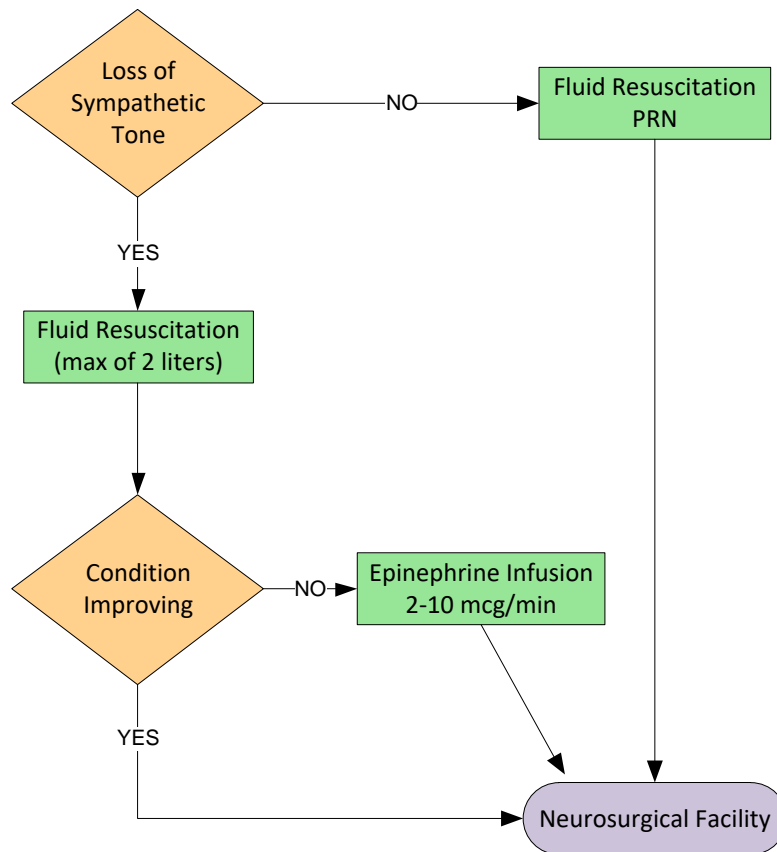 Loss of
Sympathetic
Tone
NO
Fluid Resuscitation
PRN
YES
Fluid Resuscitation
(max of 2 liters)
Condition
Improving
NO
Epinephrine Infusion
2-10 mcg/min
YES
Neurosurgical Facility